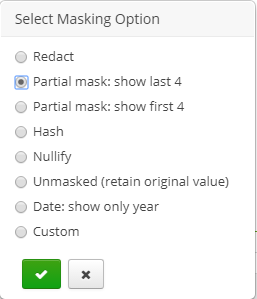 Select Masking Option
Redact
Partial mask: show last 4
Partial mask: show first 4
Hash
Nullify
Unmasked (retain original value)
Date: show only year
Custom